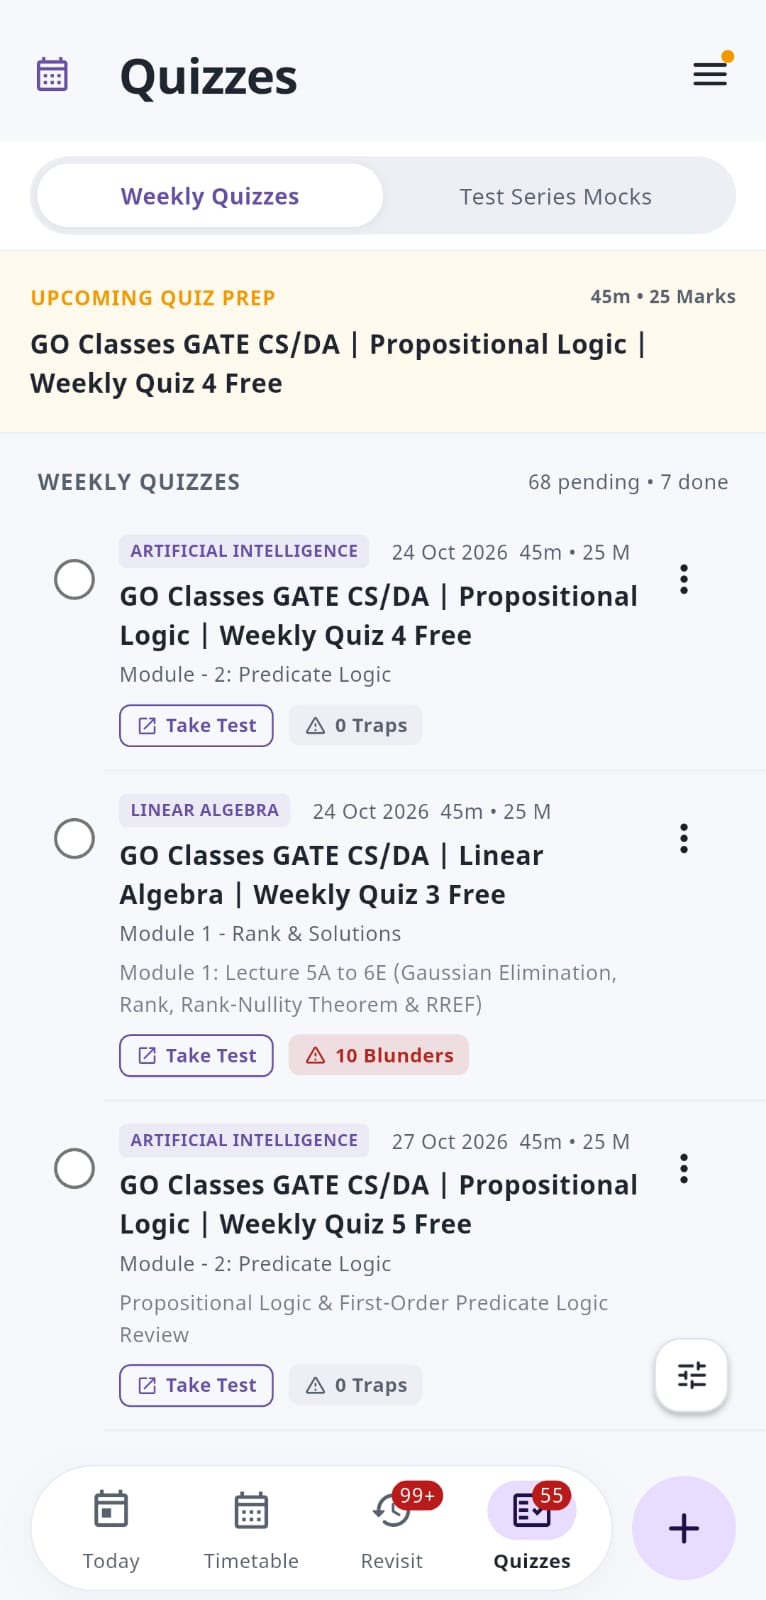 Quizzes
Weekly Quizzes
Test Series Mocks
UPCOMING QUIZ PREP
45m • 25 Marks
GO Classes GATE CS/DA | Propositional Logic |
Weekly Quiz 4 Free
WEEKLY QUIZZES
68 pending • 7 done
ARTIFICIAL INTELLIGENCE 24 Oct 2026 45m • 25 M
GO Classes GATE CS/DA | Propositional
Logic | Weekly Quiz 4 Free
Module - 2: Predicate Logic
Take Test
0 Traps
LINEAR ALGEBRA 24 Oct 2026 45m • 25 M
GO Classes GATE CS/DA | Linear
Algebra | Weekly Quiz 3 Free
Module 1 - Rank & Solutions
Module 1: Lecture 5A to 6E (Gaussian Elimination,
Rank, Rank-Nullity Theorem & RREF)
Take Test
10 Blunders
ARTIFICIAL INTELLIGENCE 27 Oct 2026 45m • 25 M
GO Classes GATE CS/DA | Propositional
Logic | Weekly Quiz 5 Free
Module - 2: Predicate Logic
Propositional Logic & First-Order Predicate Logic
Review
Take Test
0 Traps
99+
55
Today
Timetable
Revisit
Quizzes